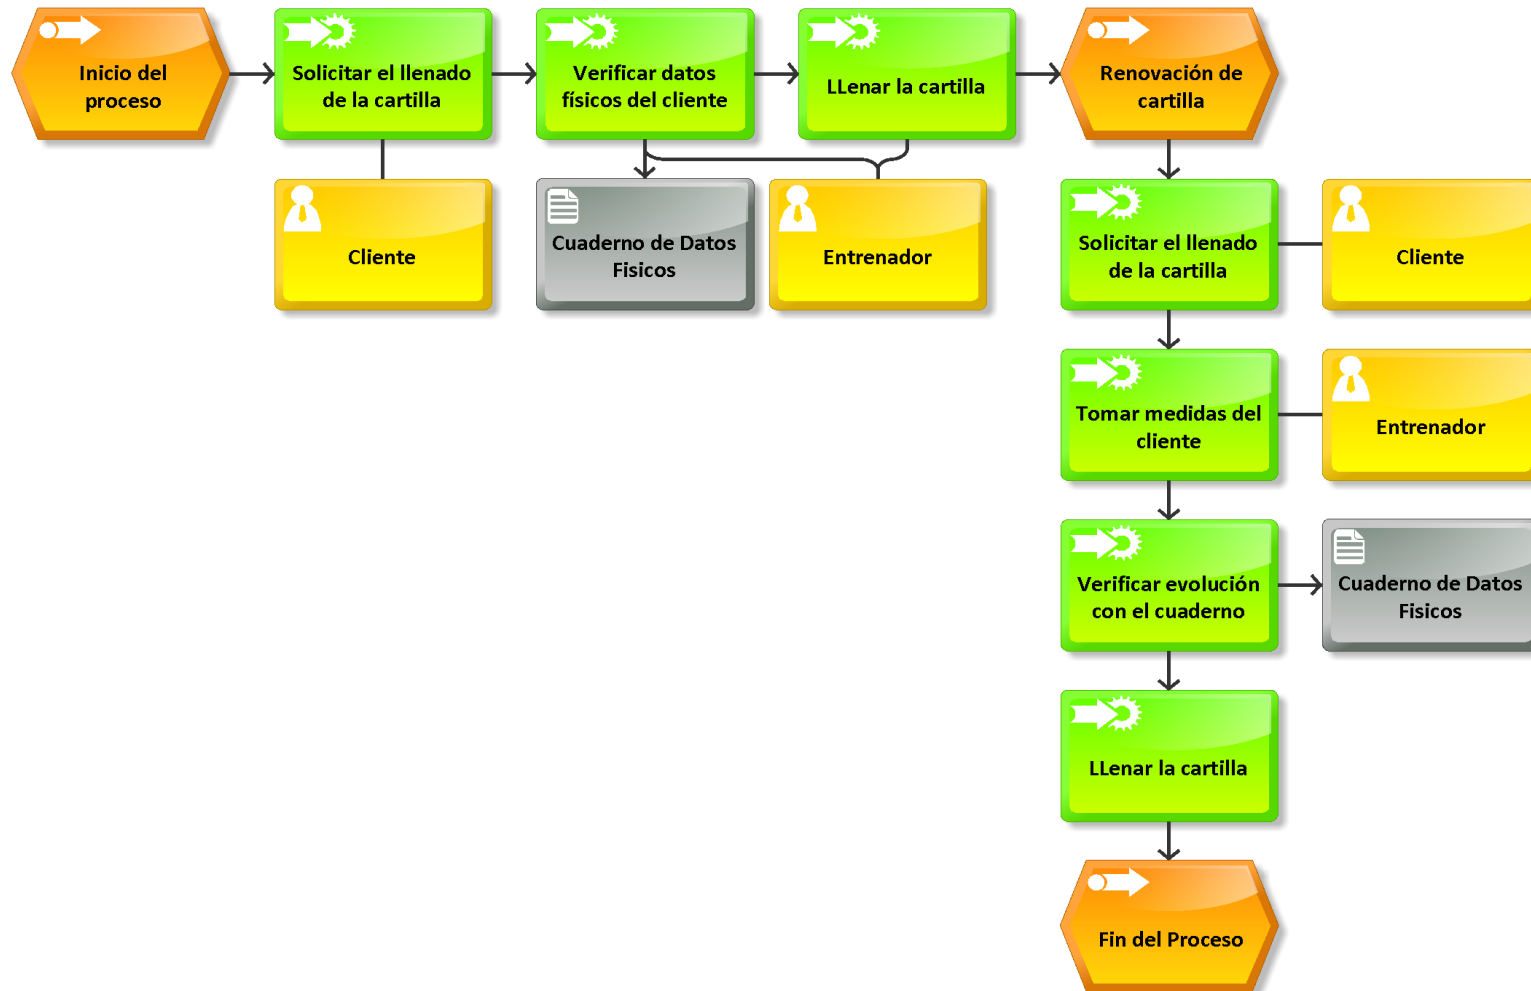 Inicio del
proceso
Solicitar el llenado
de la cartilla
Verificar datos
físicos del cliente
LLenar la cartilla
Renovación de
cartilla
Cliente
Cuaderno de Datos
Fisicos
Entrenador
Solicitar el llenado
de la cartilla
Cliente
Tomar medidas del
cliente
Entrenador
Verificar evolución
con el cuaderno
Cuaderno de Datos
Fisicos
LLenar la cartilla
Fin del Proceso